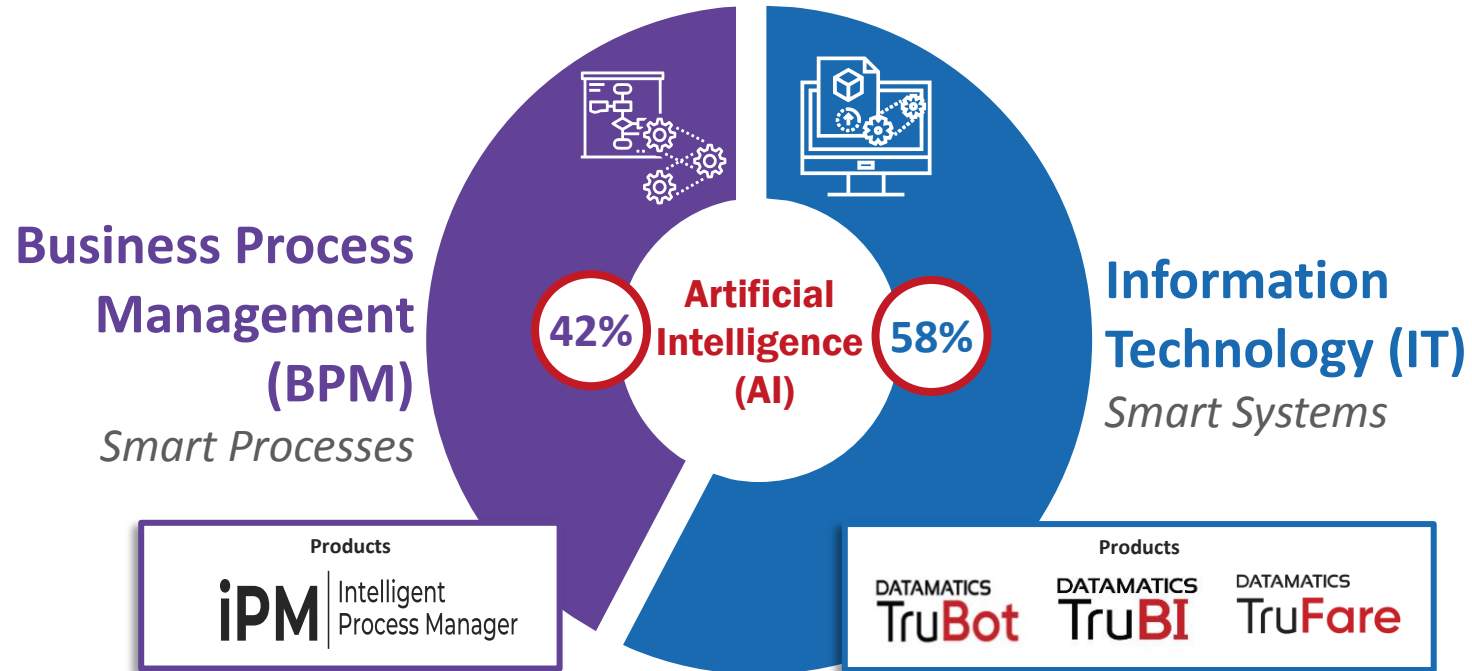 Business Process
Management
(BPM)
Smart Processes
42%
Artificial
Intelligence
(AI)
58%
Information
Technology (IT)
Smart Systems
Products
iPM
Intelligent
Process Manager
Products
DATAMATICS
TruBot
DATAMATICS
TruBI
DATAMATICS
TruFare